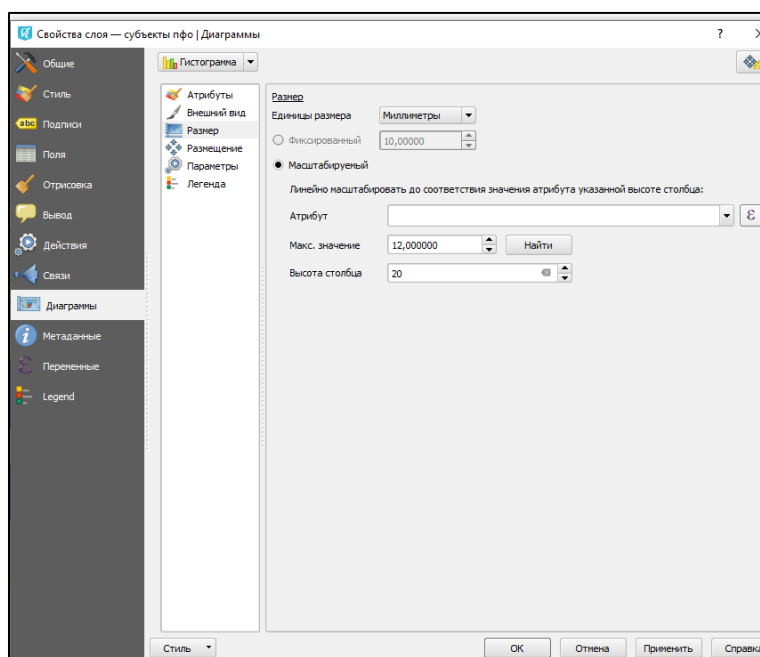 Свойства слоя — субъекты пфо | Диаграммы
?
Общие
Стиль
abc Подписи
Поля
Отрисовка
Вывод
Действия
Связи
Диаграммы
Метаданные
Переменные
Legend
Гистограмма
Атрибуты
Внешний вид
Размер
Размещение
Параметры
Легенда
Размер
Единицы размера Миллиметры
Фиксированный 10,00000
Масштабируемый
Линейно масштабировать до соответствия значения атрибута указанной высоте столбца:
Атрибут ε
Макс. значение 12,000000 Найти
Высота столбца 20
Стиль ОК Отмена Применить Справка